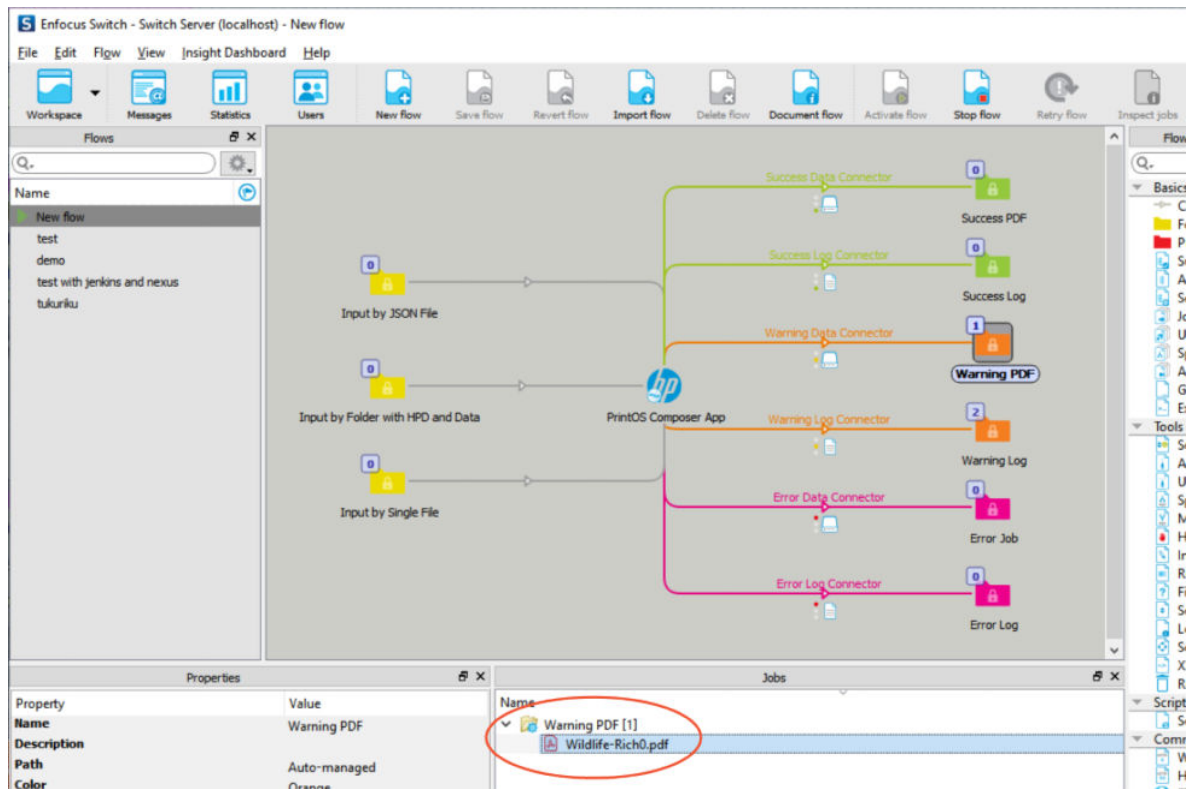 Enfocus Switch - Switch Server (localhost) - New flow
File Edit Flow View Insight Dashboard Help
Workspace Messages Statistics Users New flow Save flow Revert flow Import flow Delete flow Document flow Activate flow Stop flow Retry flow Inspect jobs
Flows
Name
New flow
test
demo
test with jenkins and nexus
tukuriku
0
Input by JSON File
0
Input by Folder with HPD and Data
0
Input by Single File
hp
PrintOS Composer App
Success Data Connector
0
Success PDF
Success Log Connector
0
Success Log
Warning Data Connector
1
Warning PDF
Warning Log Connector
2
Warning Log
Error Data Connector
0
Error Job
Error Log Connector
0
Error Log
Basics
Tools
Properties
Property Value
Name Warning PDF
Description
Path Auto-managed
Color Orange
Jobs
Name
Warning PDF [1]
Wildlife-Rich0.pdf